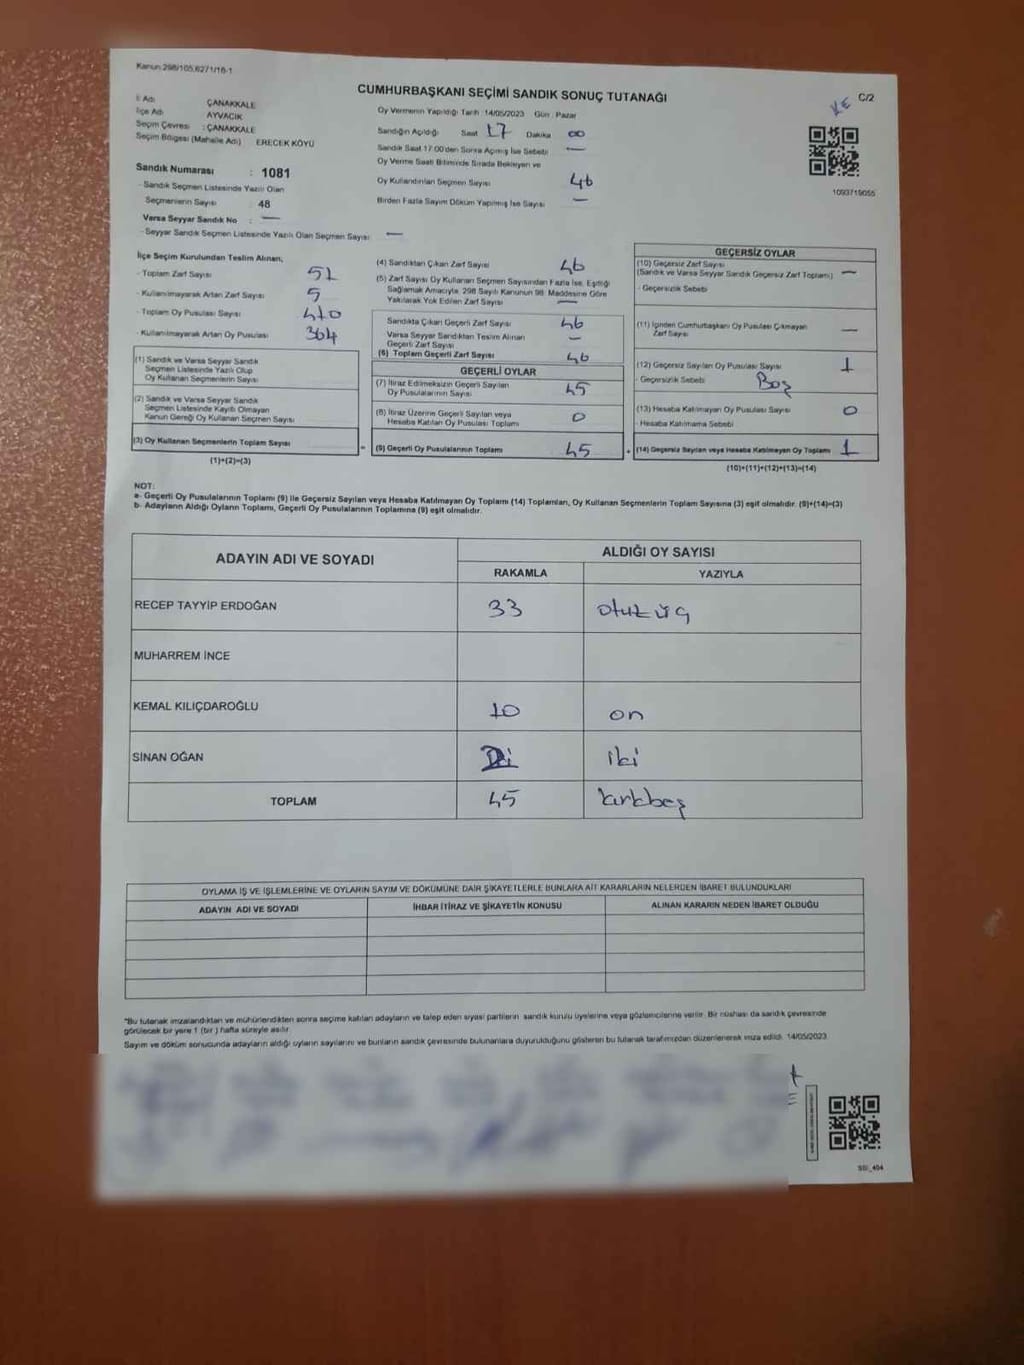 Kanun:298/105,6271/16-1
C/2
CUMHURBAŞKANI SEÇİMİ SANDIK SONUÇ TUTANAĞI
İl Adı ÇANAKKALE
İlçe Adı AYVACIK
Seçim Çevresi : ÇANAKKALE
Seçim Bölgesi (Mahalle Adı) ERECEK KÖYÜ
Sandık Numarası : 1081
- Sandık Seçmen Listesinde Yazılı Olan
Seçmenlerin Sayısı 48
Varsa Seyyar Sandık No : —
- Seyyar Sandık Seçmen Listesinde Yazılı Olan Seçmen Sayısı —
Oy Vermenin Yapıldığı Tarih 14/05/2023 Gün : Pazar
Sandığın Açıldığı Saat 17 Dakika 00
Sandık Saat 17:00'den Sonra Açılmış İse Sebebi —
Oy Verme Saati Bitiminde Sırada Bekleyen ve
Oy Kullandırılan Seçmen Sayısı 46
Birden Fazla Sayım Döküm Yapılmış İse Sayısı —
1093719055
İlçe Seçim Kurulundan Teslim Alınan,
- Toplam Zarf Sayısı 51
- Kullanılmayarak Artan Zarf Sayısı 5
- Toplam Oy Pusulası Sayısı 410
- Kullanılmayarak Artan Oy Pusulası 364
(1) Sandık ve Varsa Seyyar Sandık
Seçmen Listesinde Yazılı Olup
Oy Kullanan Seçmenlerin Sayısı
(2) Sandık ve Varsa Seyyar Sandık
Seçmen Listesinde Kayıtlı Olmayan
Kanun Gereği Oy Kullanan Seçmen Sayısı
(3) Oy Kullanan Seçmenlerin Toplam Sayısı
(1)+(2)=(3)
(4) Sandıktan Çıkan Zarf Sayısı 46
(5) Zarf Sayısı Oy Kullanan Seçmen Sayısından Fazla İse, Eşitliği
Sağlamak Amacıyla, 298 Sayılı Kanunun 98. Maddesine Göre
Yakılarak Yok Edilen Zarf Sayısı —
Sandıkta Çıkan Geçerli Zarf Sayısı 46
Varsa Seyyar Sandıktan Teslim Alınan
Geçerli Zarf Sayısı —
(6) Toplam Geçerli Zarf Sayısı 46
GEÇERLİ OYLAR
(7) İtiraz Edilmeksizin Geçerli Sayılan
Oy Pusulalarının Sayısı 45
(8) İtiraz Üzerine Geçerli Sayılan veya
Hesaba Katılan Oy Pusulası Toplamı 0
= (9) Geçerli Oy Pusulalarının Toplamı 45
GEÇERSİZ OYLAR
(10) Geçersiz Zarf Sayısı
(Sandık ve Varsa Seyyar Sandık Geçersiz Zarf Toplamı) —
- Geçersizlik Sebebi
(11) İçinden Cumhurbaşkanı Oy Pusulası Çıkmayan
Zarf Sayısı —
(12) Geçersiz Sayılan Oy Pusulası Sayısı 1
- Geçersizlik Sebebi Boş
(13) Hesaba Katılmayan Oy Pusulası Sayısı 0
- Hesaba Katılmama Sebebi
+ (14) Geçersiz Sayılan veya Hesaba Katılmayan Oy Toplamı 1
(10)+(11)+(12)+(13)=(14)
NOT:
a- Geçerli Oy Pusulalarının Toplamı (9) ile Geçersiz Sayılan veya Hesaba Katılmayan Oy Toplamı (14) Toplamları, Oy Kullanan Seçmenlerin Toplam Sayısına (3) eşit olmalıdır. (9)+(14)=(3)
b- Adayların Aldığı Oyların Toplamı, Geçerli Oy Pusulalarının Toplamına (9) eşit olmalıdır.
ADAYIN ADI VE SOYADI ALDIĞI OY SAYISI
RAKAMLA YAZIYLA
RECEP TAYYİP ERDOĞAN 33 otuzüç
MUHARREM İNCE
KEMAL KILIÇDAROĞLU 10 on
SİNAN OĞAN iki
TOPLAM 45 kırkbeş
OYLAMA İŞ VE İŞLEMLERİNE VE OYLARIN SAYIM VE DÖKÜMÜNE DAİR ŞİKAYETLERLE BUNLARA AİT KARARLARIN NELERDEN İBARET BULUNDUKLARI
ADAYIN ADI VE SOYADI İHBAR İTİRAZ VE ŞİKAYETİN KONUSU ALINAN KARARIN NEDEN İBARET OLDUĞU
*Bu tutanak imzalandıktan ve mühürlendikten sonra seçime katılan adayların ve talep eden siyasi partilerin sandık kurulu üyelerine veya gözlemcilerine verilir. Bir nüshası da sandık çevresinde
görülecek bir yere 1 (bir ) hafta süreyle asılır.
Sayım ve döküm sonucunda adayların aldığı oyların sayılarını ve bunların sandık çevresinde bulunanlara duyurulduğunu gösteren bu tutanak tarafımızdan düzenlenerek imza edildi. 14/05/2023